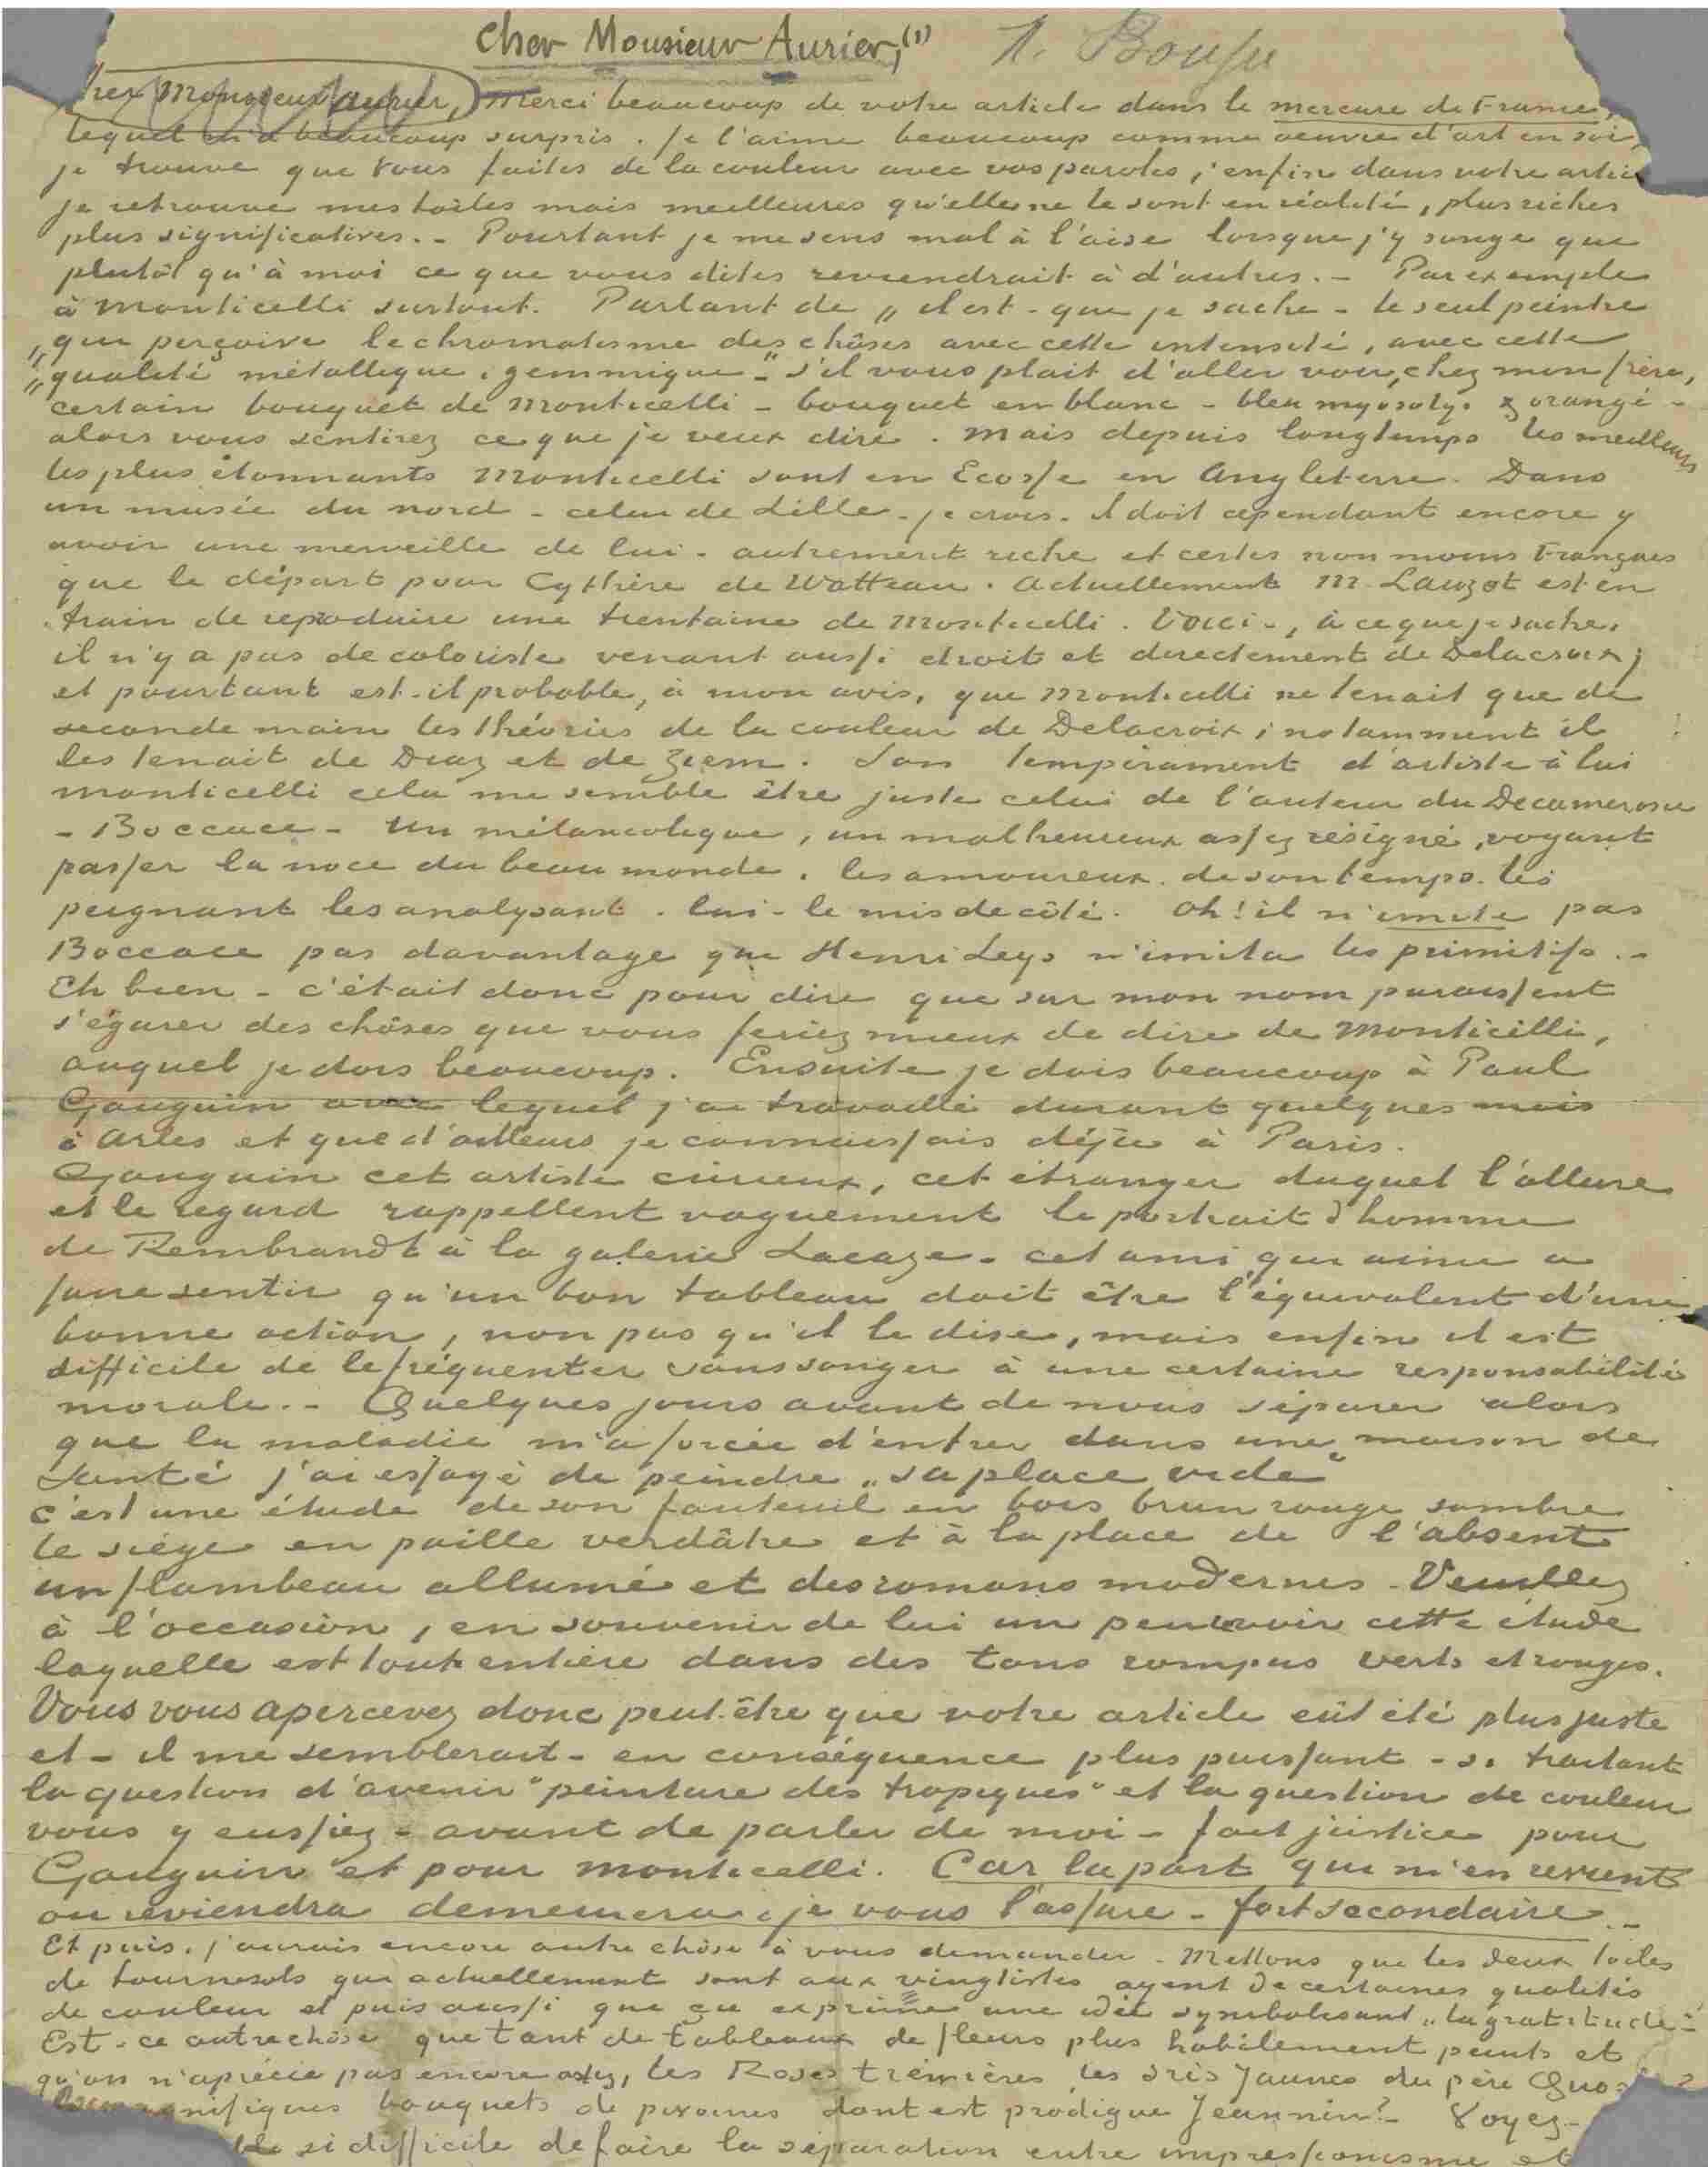 Cher Monsieur Aurier, (1)
Cher Monsieur Aurier, Merci beaucoup de votre article dans le mercure de France,
lequel m'a beaucoup surpris. Je l'aime beaucoup comme oeuvre d'art en soi,
je trouve que vous faites de la couleur avec vos paroles; enfin dans votre article
je retrouve mes toiles mais meilleures qu'elle ne le sont en réalité, plus riches
plus significatives. - Pourtant je me sens mal à l'aise lorsque j'y songe que
plutôt qu'à moi ce que vous dites reviendrait à d'autres. - Par exemple
à Monticelli surtout. Parlant de „il est - que je sache - le seul peintre
„qui perçoive le chromatisme des chôses avec cette intensité, avec cette
„qualité métallique, gemmique" s'il vous plait d'aller voir, chez mon frère,
certain bouquet de Monticelli - bouquet en blanc - bleu myosotys & orangé -
alors vous sentirez ce que je veux dire. Mais depuis longtemps les meilleurs
les plus étonnants Monticelli sont en Ecosse en Angleterre. Dans
un musée du nord - celui de Lille - je crois. il doit cependant encore y
avoir une merveille de lui - autrement riche et certes non moins Français
que le départ pour Cythère de Watteau. Actuellement M. Lauzet est en
train de reproduire une trentaine de Monticelli. Voici -, à ce que je sache,
il n'y a pas de coloriste venant aussi droit et directement de Delacroix;
et pourtant est-il probable, à mon avis, que Monticelli ne tenait que de
seconde main les théories de la couleur de Delacroix; notamment il
les tenait de Diaz et de Ziem. Son tempérament d'artiste à lui
Monticelli cela me semble être juste celui de l'auteur du Decamerone
- Boccace - Un mélancolique, un malheureux assez résigné, voyant
passer la noce du beau monde, les amoureux de son temps. les
peignant les analysant. lui - le mis de côté. Oh! il n'imite pas
Boccace pas davantage que Henri Leys n'imita les primitifs. -
Eh bien - c'était donc pour dire que sur mon nom paraissent
s'égarer des chôses que vous feriez mieux de dire de Monticelli,
auquel je dois beaucoup. Ensuite je dois beaucoup à Paul
Gauguin avec lequel j'ai travaillé durant quelques mois
à Arles et que d'ailleurs je connaissais déjà à Paris.
Gauguin cet artiste curieux, cet étranger duquel l'allure
et le regard rappellent vaguement le portrait d'homme
de Rembrandt à la galerie Lacaze - cet ami qui aime a
faire sentir qu'un bon tableau doit être l'équivalent d'une
bonne action, non pas qu'il le dise, mais enfin il est
difficile de le fréquenter sans songer à une certaine responsabilité
morale. - Quelques jours avant de nous séparer alors
que la maladie m'a forcée d'entrer dans une maison de
santé j'ai essayé de peindre „sa place vide"
c'est une étude de son fauteuil en bois brun rouge sombre
le siège en paille verdâtre et à la place de l'absent
un flambeau allumé et des romans modernes - Veuillez
à l'occasion, en souvenir de lui un peu revoir cette étude
laquelle est tout entière dans des tons rompus verts et rouges.
Vous vous apercevez donc peut-être que votre article eût été plus juste
et - il me semblerait - en conséquence plus puissant - si traitant
la question d'avenir "peinture des tropiques" et la question de couleur
vous y eussiez - avant de parler de moi - fait justice pour
Gauguin et pour Monticelli. Car la part qui m'en revient
ou reviendra demeurera, je vous l'assure - fort secondaire. -
Et puis, j'aurais encore autre chôse à vous demander. Mettons que les deux toiles
de tournesols qui actuellement sont aux vingtistes ayent de certaines qualités
de couleur et puis aussi que ça exprime une idée symbolisant „la gratitude"-
Est-ce autre chôse que tant de tableaux de fleurs plus habilement peints et
qu'on n'aprécie pas encore assez, les Roses trémières les iris Jaunes du père
magnifiques bouquets de pivoines dont est prodigue Jeannin? - Voyez-
si difficile de faire la séparation entre impressionisme et